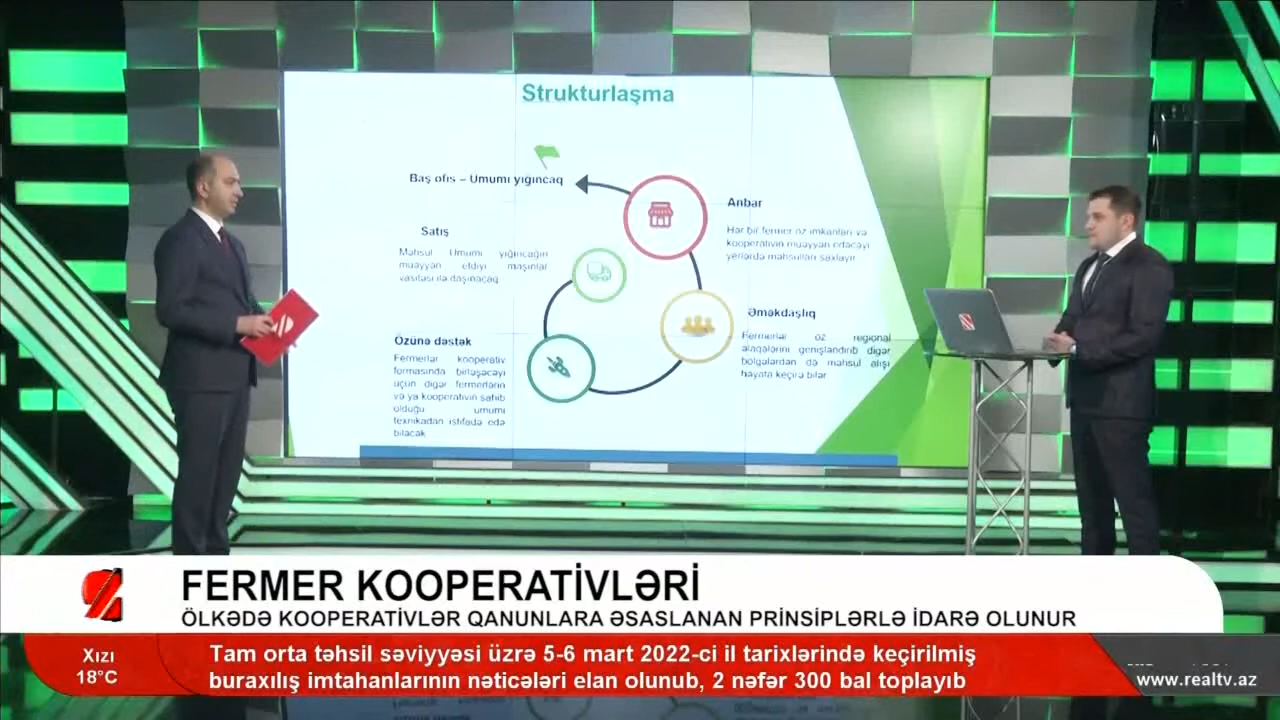 Strukturlaşma
Baş ofis – Ümumi yığıncaq
Anbar
Hər bir fermer öz imkanları və
kooperativin müəyyən edəcəyi
yerlərdə məhsulları saxlayır
Satış
Məhsul Ümumi yığıncağın
müəyyən etdiyi maşınlar
vasitəsi ilə daşınacaq
Əməkdaşlıq
Fermerlər öz regional
əlaqələrini genişləndirib digər
bölgələrdən də məhsul alışı
həyata keçirə bilər
Özünə dəstək
Fermerlər kooperativ
formasında birləşəcəyi
üçün digər fermerlərin
və ya kooperativin sahib
olduğu ümumi
texnikadan istifadə edə
biləcək
FERMER KOOPERATİVLƏRİ
ÖLKƏDƏ KOOPERATİVLƏR QANUNLARA ƏSASLANAN PRİNSİPLƏRLƏ İDARƏ OLUNUR
Xızı
18°C
Tam orta təhsil səviyyəsi üzrə 5-6 mart 2022-ci il tarixlərində keçirilmiş
buraxılış imtahanlarının nəticələri elan olunub, 2 nəfər 300 bal toplayıb
www.realtv.az